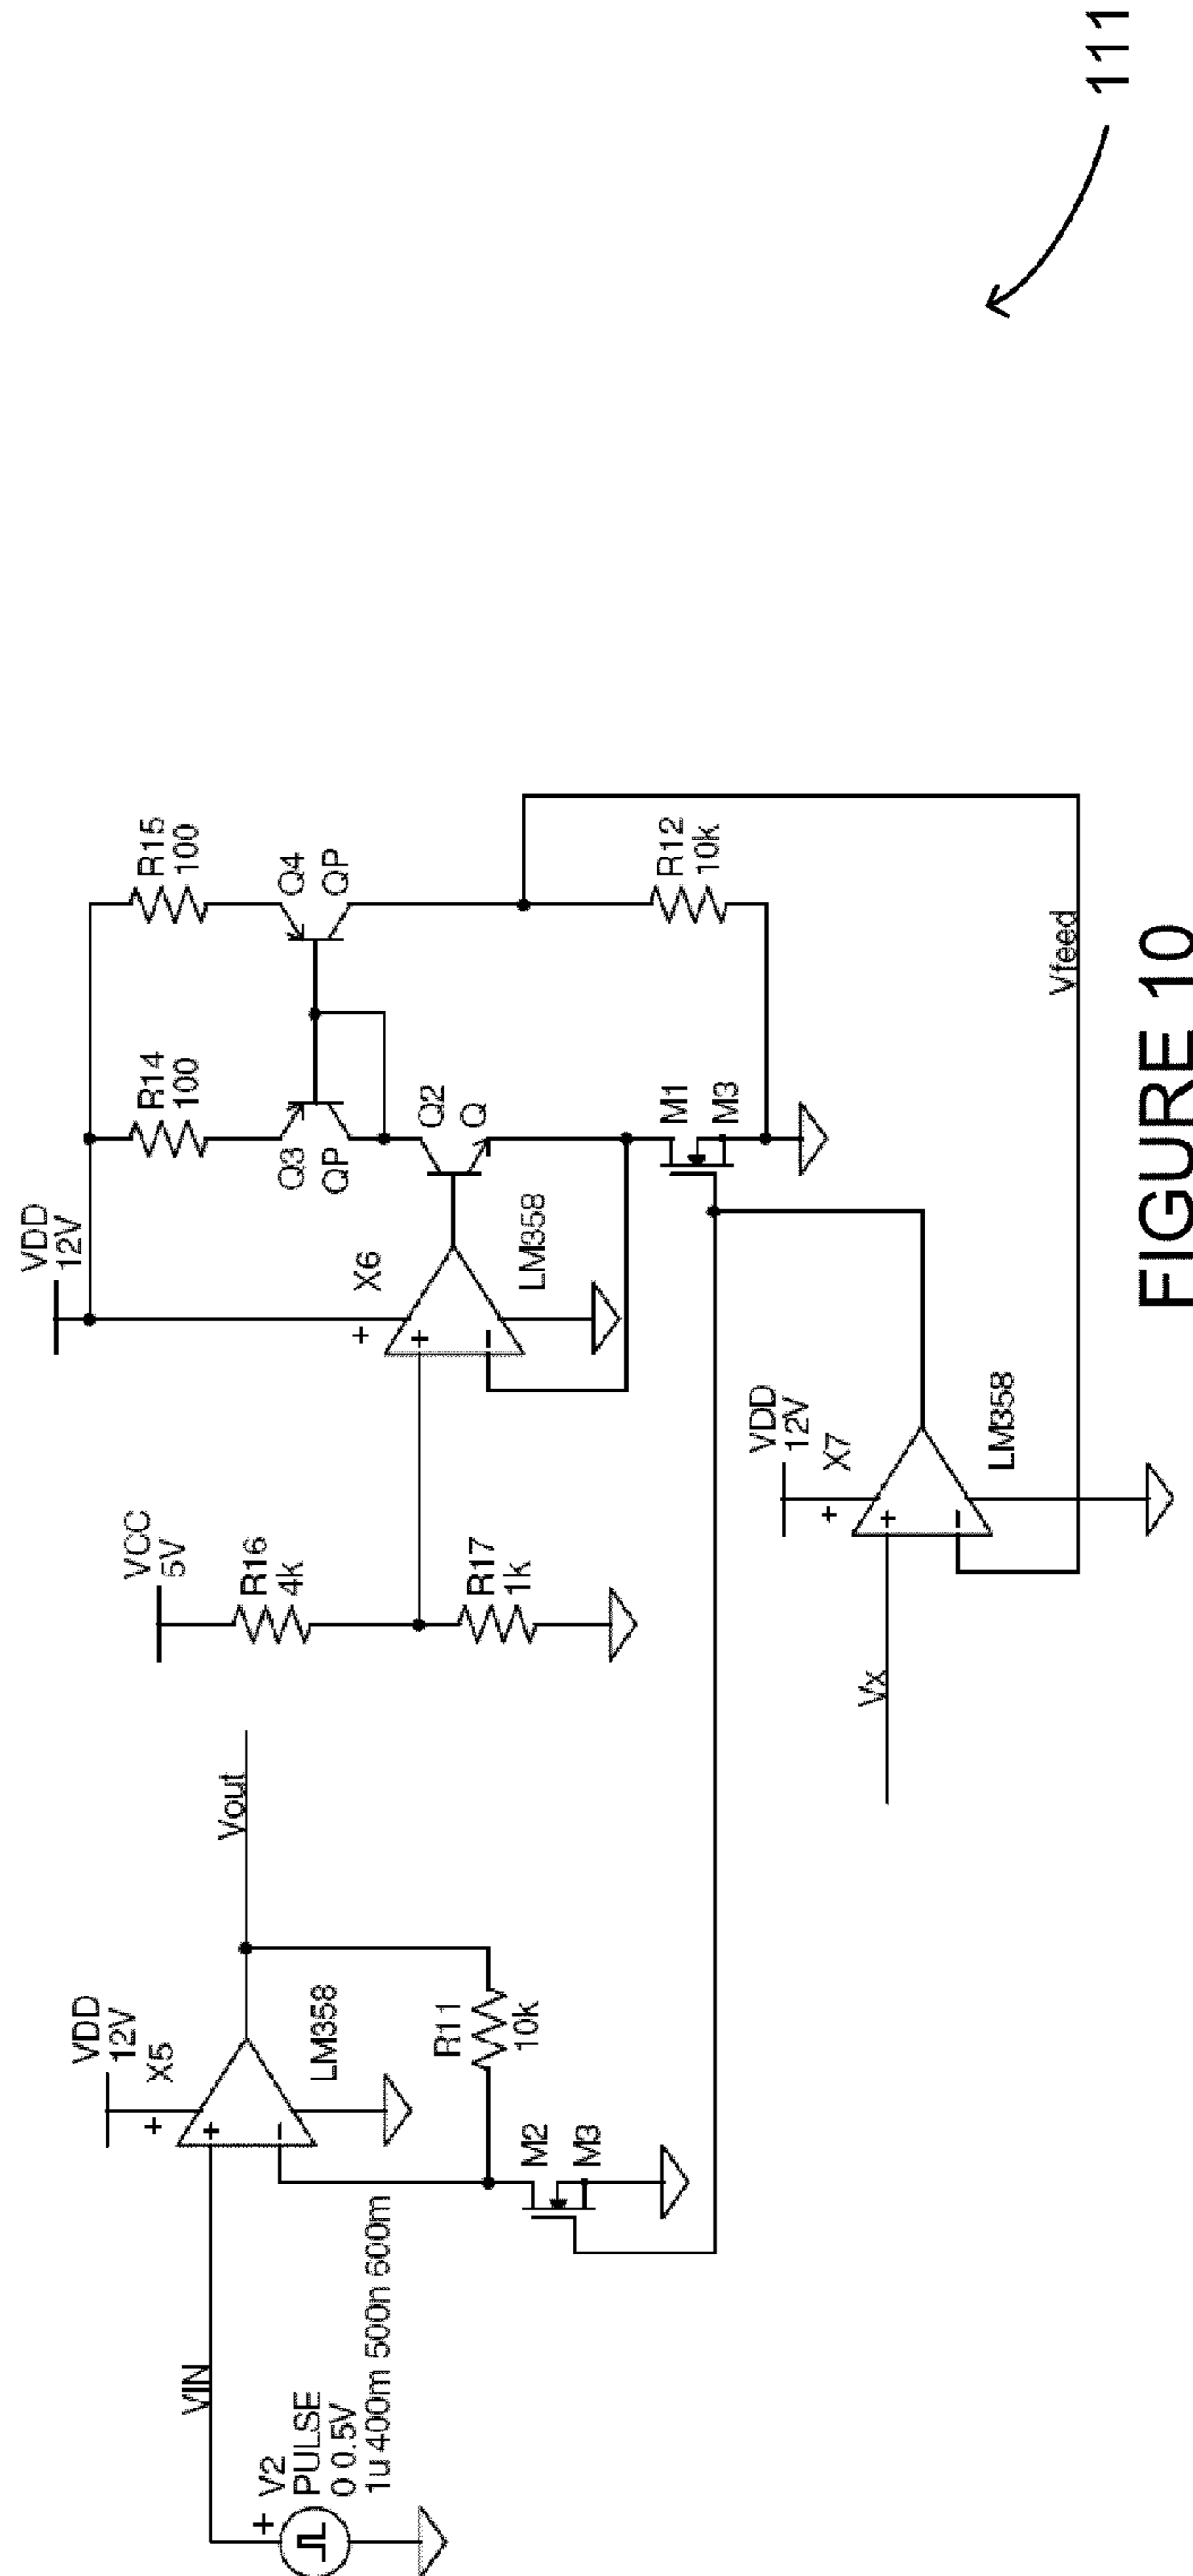 111
VDD
12V
R14
100
R15
100
Q3
QP
Q4
QP
X6
+
+
−
LM358
Q2
Q
VCC
5V
R16
4k
R17
1k
M1
M3
R12
10k
VDD
12V
X5
+
+
−
LM358
Vout
VIN
+
V2
PULSE
0 0.5V
1u 400m 500n 600m
R11
10k
M2
M3
VDD
12V
X7
+
+
−
LM358
Vx
Vfeed
FIGURE 10